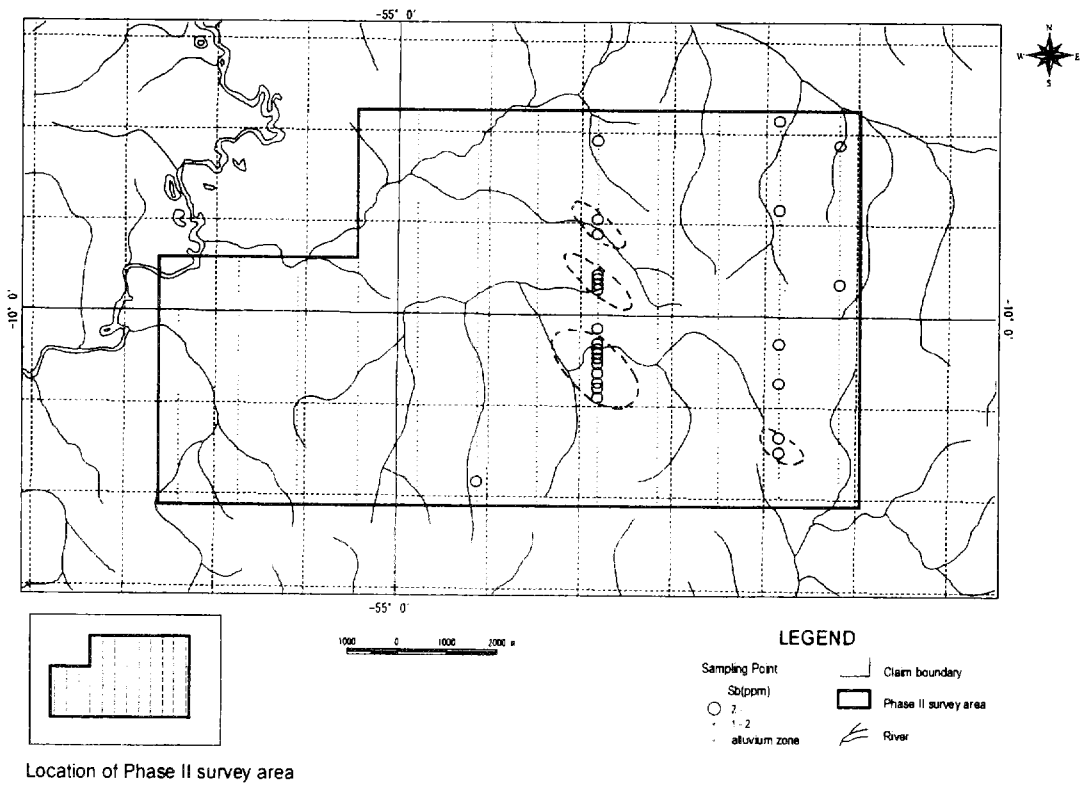 -55° 0'
N
W E
S
-10° 0'
-10° 0'
-55° 0'
1000 0 1000 2000 m
LEGEND
Sampling Point
Sb(ppm)
2 -
1 - 2
alluvium zone
Claim boundary
Phase II survey area
River
Location of Phase II survey area